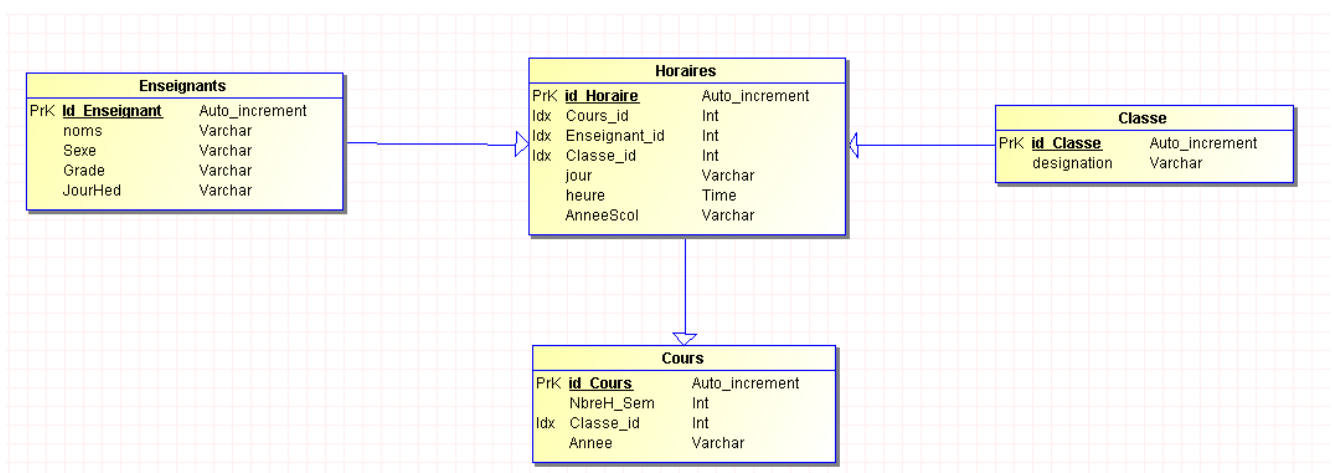 Enseignants
PrK Id_Enseignant Auto_increment
noms Varchar
Sexe Varchar
Grade Varchar
JourHed Varchar
Horaires
PrK id_Horaire Auto_increment
Idx Cours_id Int
Idx Enseignant_id Int
Idx Classe_id Int
jour Varchar
heure Time
AnneeScol Varchar
Classe
PrK id_Classe Auto_increment
designation Varchar
Cours
PrK id_Cours Auto_increment
NbreH_Sem Int
Idx Classe_id Int
Annee Varchar